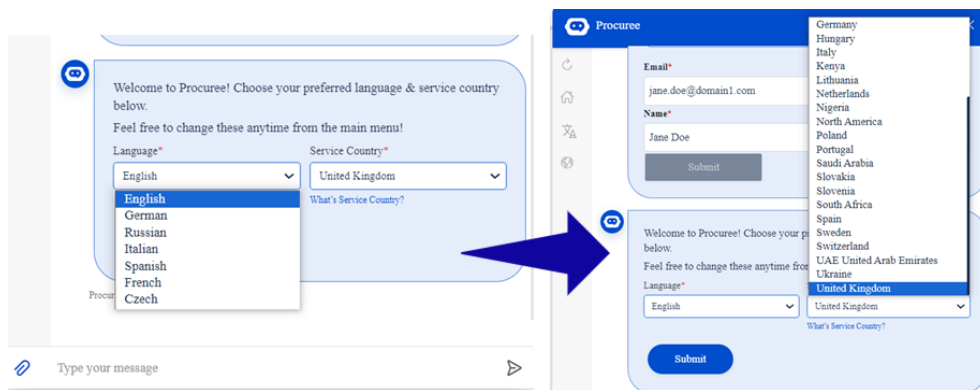 Welcome to Procuree! Choose your preferred language & service country
below.
Feel free to change these anytime from the main menu!
Language*
Service Country*
English
United Kingdom
What's Service Country?
English
German
Russian
Italian
Spanish
French
Czech
Type your message
Procuree
Email*
jane.doe@domain1.com
Name*
Jane Doe
Submit
Germany
Hungary
Italy
Kenya
Lithuania
Netherlands
Nigeria
North America
Poland
Portugal
Saudi Arabia
Slovakia
Slovenia
South Africa
Spain
Sweden
Switzerland
UAE United Arab Emirates
Ukraine
United Kingdom
Welcome to Procuree! Choose your
below.
Feel free to change these anytime
Language*
English
United Kingdom
What's Service Country?
Submit